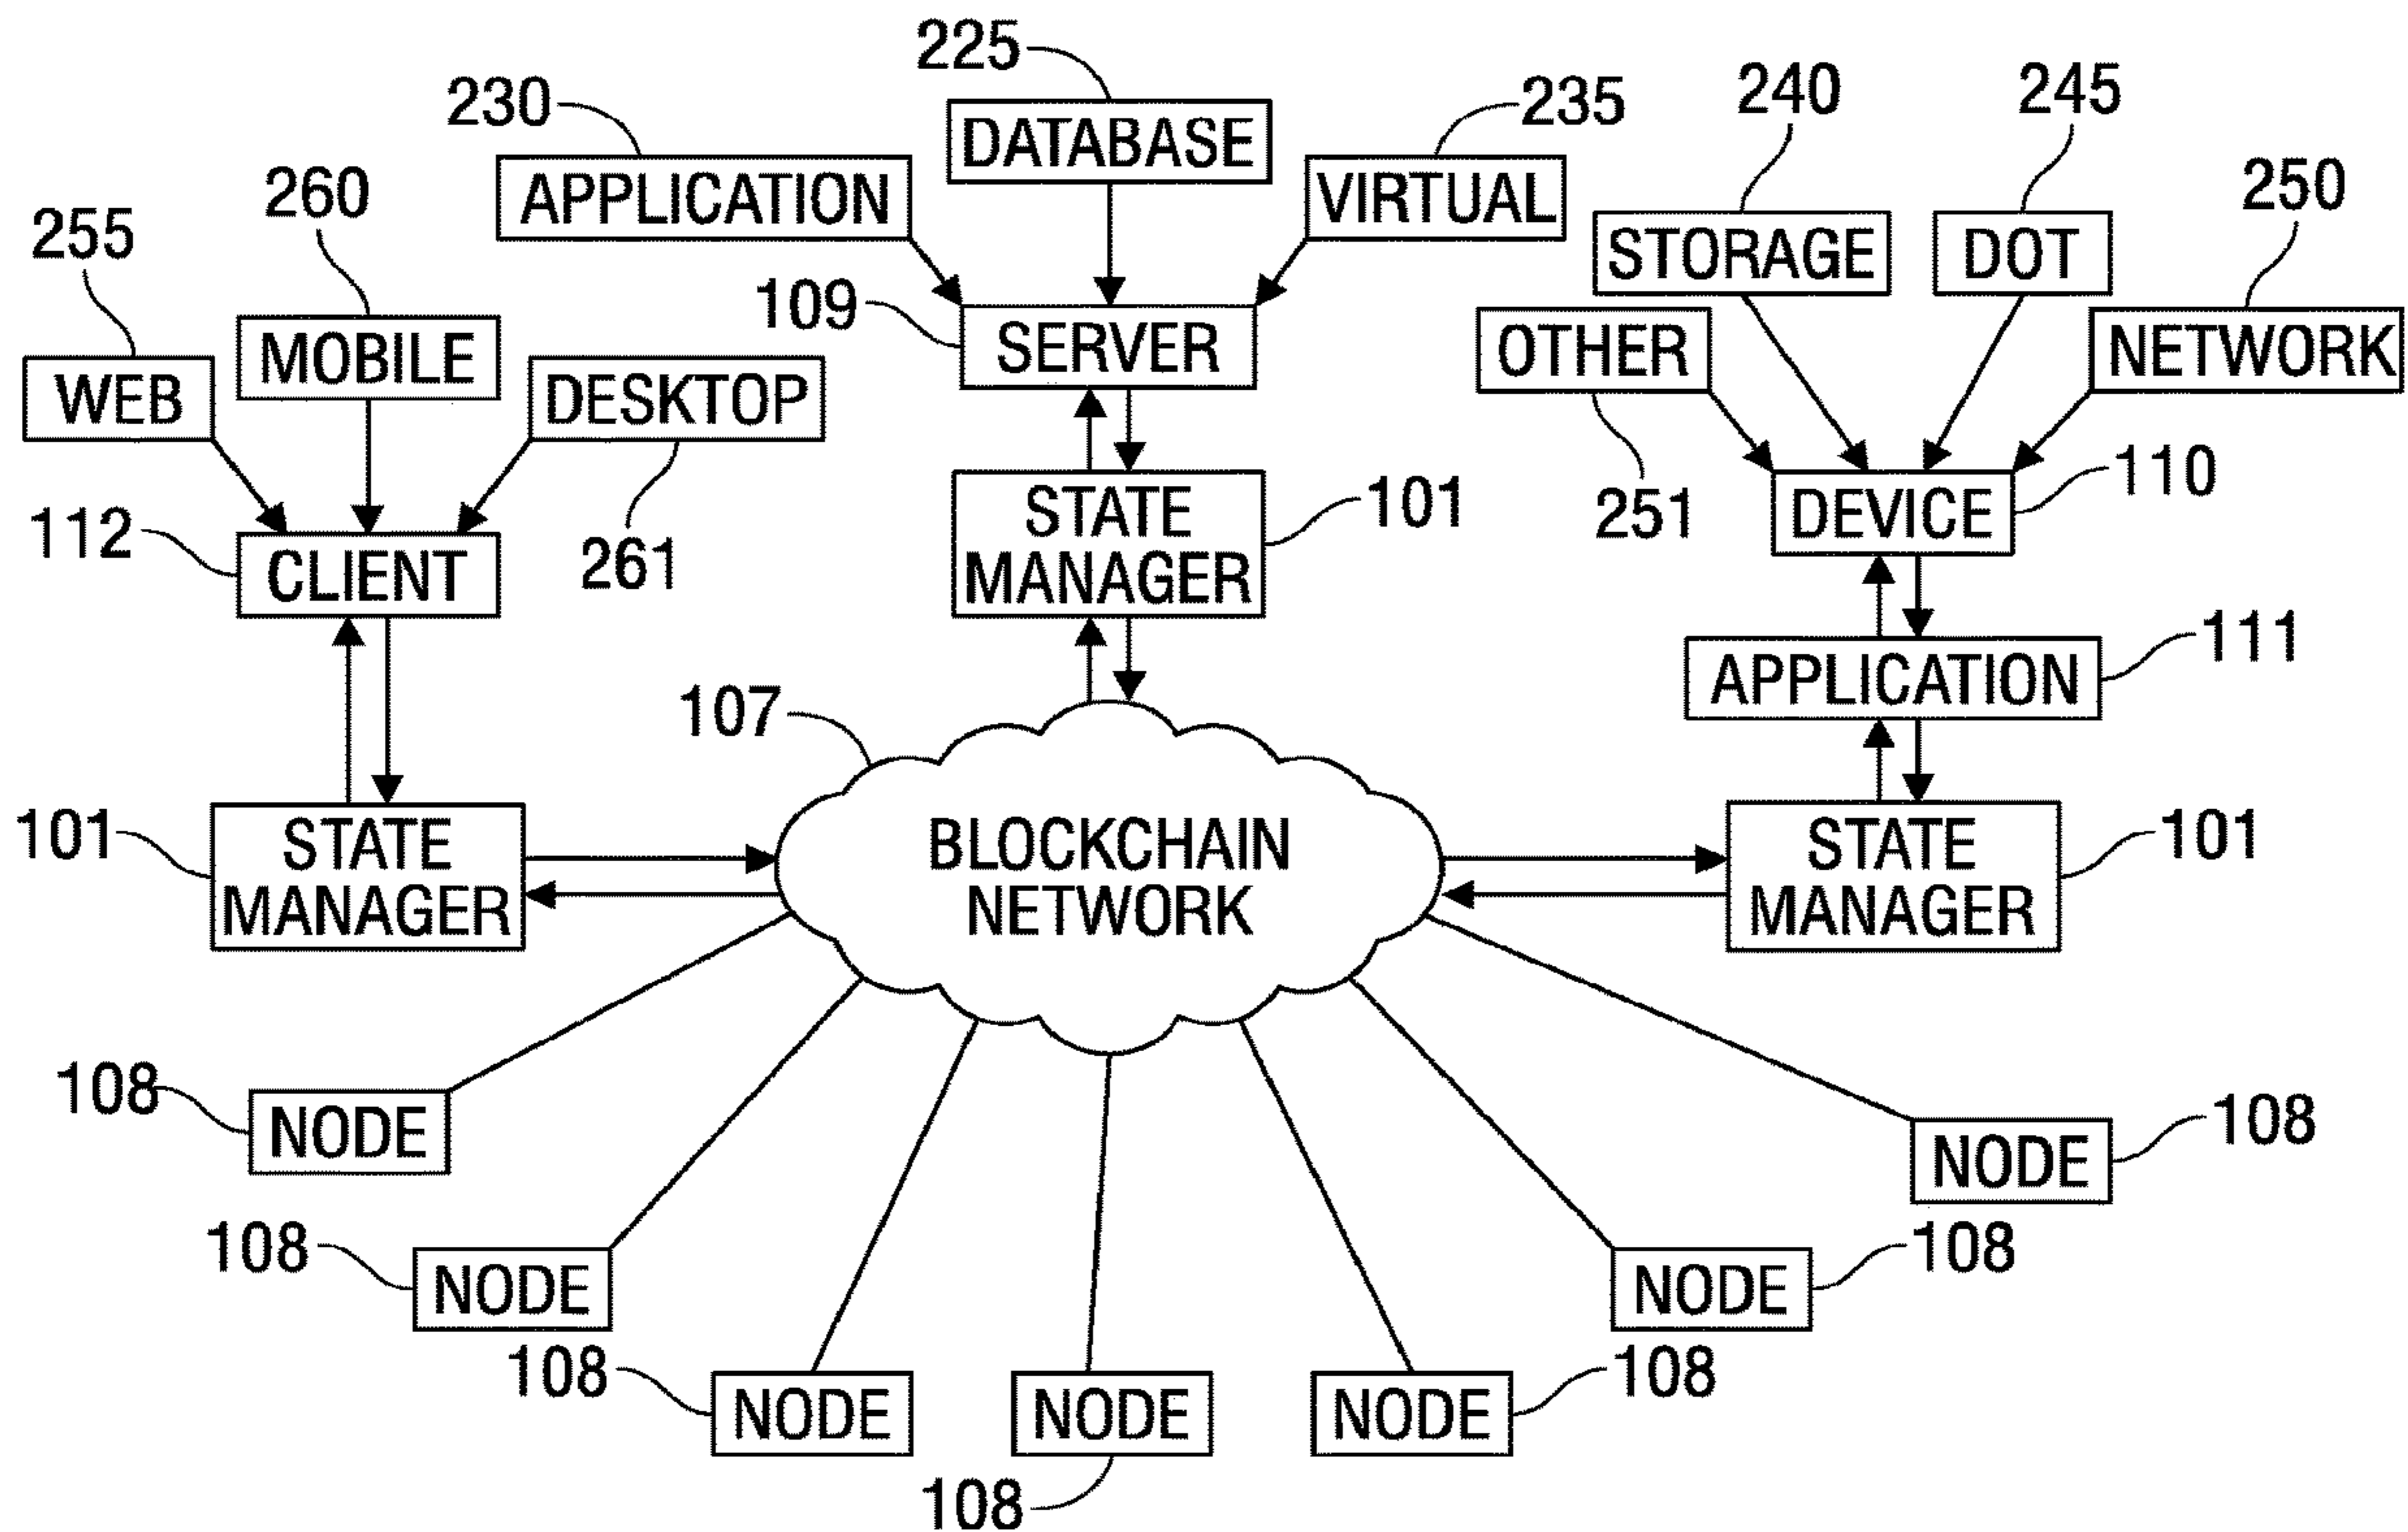 225
230
DATABASE
235
240
245
260
APPLICATION
VIRTUAL
250
255
STORAGE
DOT
109
MOBILE
SERVER
OTHER
NETWORK
WEB
DESKTOP
110
112
261
STATE
MANAGER
101
251
DEVICE
CLIENT
111
APPLICATION
107
101
STATE
MANAGER
BLOCKCHAIN
NETWORK
STATE
MANAGER
101
108
NODE
108
NODE
108
NODE
108
NODE
108
NODE
NODE
108
NODE
108